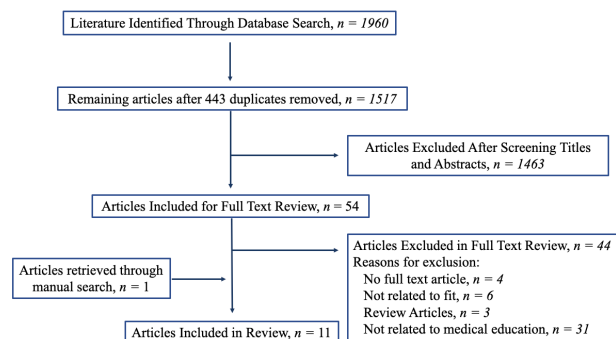 Literature Identified Through Database Search, n = 1960
Remaining articles after 443 duplicates removed, n = 1517
Articles Excluded After Screening Titles
and Abstracts, n = 1463
Articles Included for Full Text Review, n = 54
Articles retrieved through
manual search, n = 1
Articles Excluded in Full Text Review, n = 44
Reasons for exclusion:
No full text article, n = 4
Not related to fit, n = 6
Review Articles, n = 3
Not related to medical education, n = 31
Articles Included in Review, n = 11